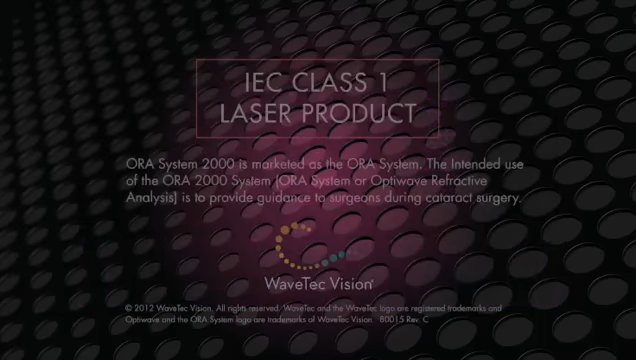 IEC CLASS 1
LASER PRODUCT
ORA System 2000 is marketed as the ORA System. The Intended use
of the ORA 2000 System (ORA System or Optiwave Refractive
Analysis) is to provide guidance to surgeons during cataract surgery.
WaveTec Vision®
© 2012 WaveTec Vision. All rights reserved. WaveTec and the WaveTec logo are registered trademarks and
Optiwave and the ORA System logo are trademarks of WaveTec Vision. 80015 Rev. C